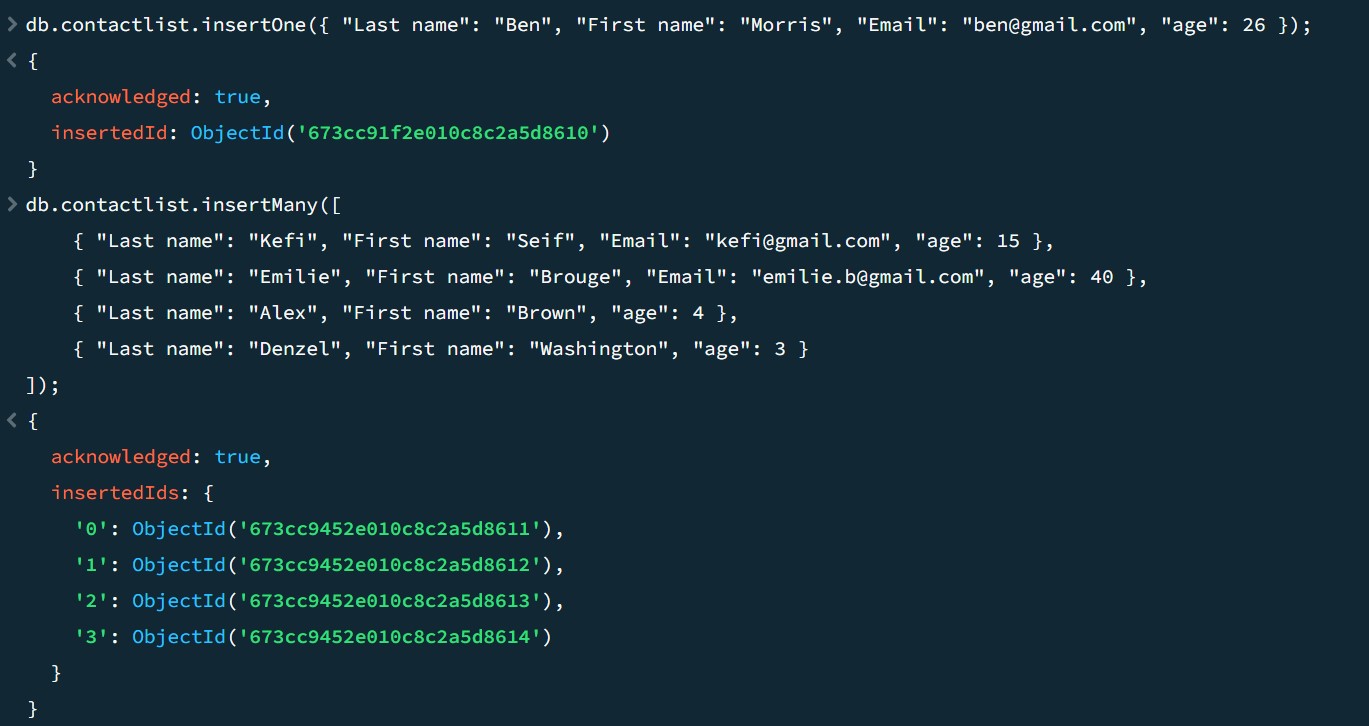 > db.contactlist.insertOne({ "Last name": "Ben", "First name": "Morris", "Email": "ben@gmail.com", "age": 26 });
< {
acknowledged: true,
insertedId: ObjectId('673cc91f2e010c8c2a5d8610')
}
> db.contactlist.insertMany([
{ "Last name": "Kefi", "First name": "Seif", "Email": "kefi@gmail.com", "age": 15 },
{ "Last name": "Emilie", "First name": "Brouge", "Email": "emilie.b@gmail.com", "age": 40 },
{ "Last name": "Alex", "First name": "Brown", "age": 4 },
{ "Last name": "Denzel", "First name": "Washington", "age": 3 }
]);
< {
acknowledged: true,
insertedIds: {
'0': ObjectId('673cc9452e010c8c2a5d8611'),
'1': ObjectId('673cc9452e010c8c2a5d8612'),
'2': ObjectId('673cc9452e010c8c2a5d8613'),
'3': ObjectId('673cc9452e010c8c2a5d8614')
}
}